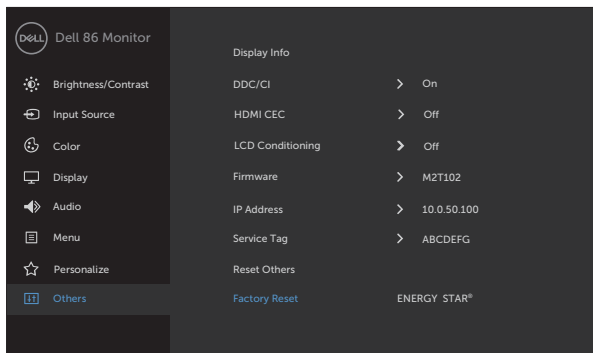 DELL Dell 86 Monitor
Display Info
Brightness/Contrast DDC/CI On
Input Source HDMI CEC Off
Color LCD Conditioning Off
Display Firmware M2T102
Audio IP Address 10.0.50.100
Menu Service Tag ABCDEFG
Personalize Reset Others
Others Factory Reset ENERGY STAR®